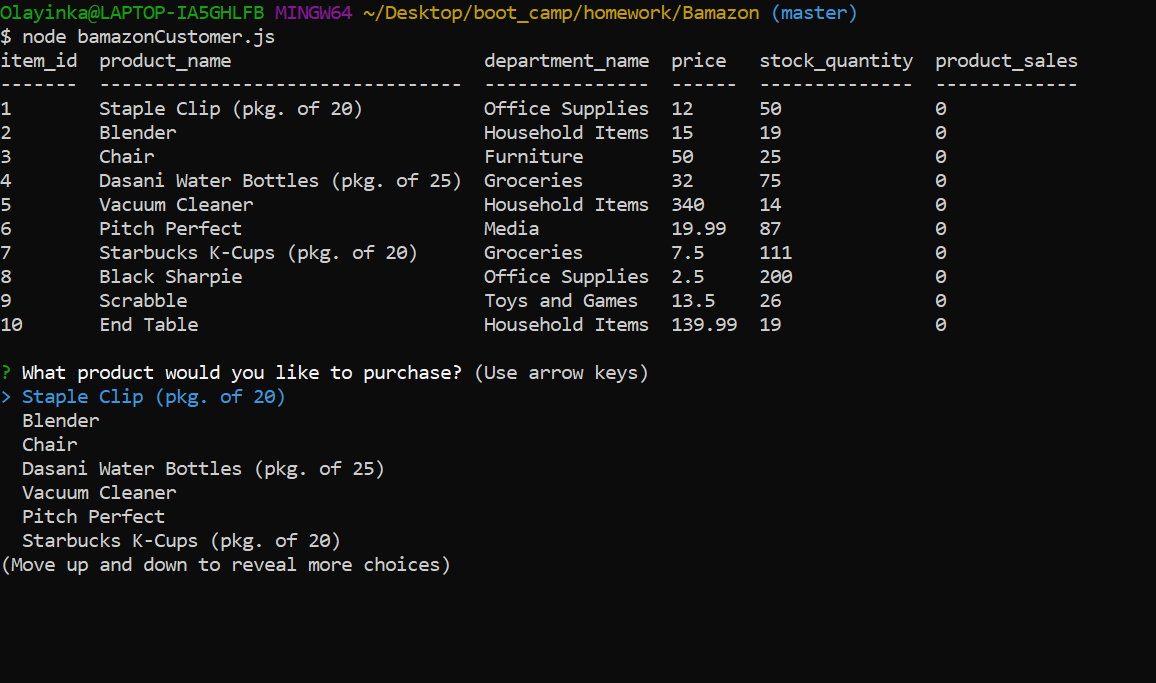 Olayinka@LAPTOP-IA5GHLFB MINGW64 ~/Desktop/boot_camp/homework/Bamazon (master)
$ node bamazonCustomer.js
item_id  product_name                       department_name  price   stock_quantity  product_sales
-------  ---------------------------------  ---------------  ------  --------------  -------------
1        Staple Clip (pkg. of 20)           Office Supplies  12      50              0
2        Blender                            Household Items  15      19              0
3        Chair                              Furniture        50      25              0
4        Dasani Water Bottles (pkg. of 25)  Groceries        32      75              0
5        Vacuum Cleaner                     Household Items  340     14              0
6        Pitch Perfect                      Media            19.99   87              0
7        Starbucks K-Cups (pkg. of 20)      Groceries        7.5     111             0
8        Black Sharpie                      Office Supplies  2.5     200             0
9        Scrabble                           Toys and Games   13.5    26              0
10       End Table                          Household Items  139.99  19              0
? What product would you like to purchase? (Use arrow keys)
> Staple Clip (pkg. of 20)
  Blender
  Chair
  Dasani Water Bottles (pkg. of 25)
  Vacuum Cleaner
  Pitch Perfect
  Starbucks K-Cups (pkg. of 20)
(Move up and down to reveal more choices)